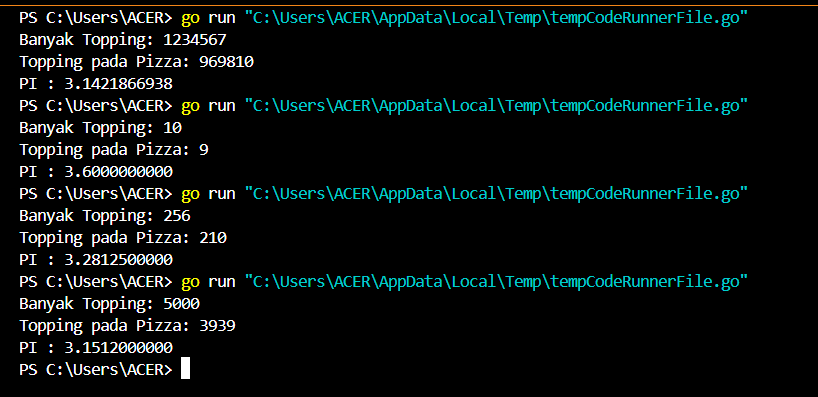 PS C:\Users\ACER> go run "C:\Users\ACER\AppData\Local\Temp\tempCodeRunnerFile.go"
Banyak Topping: 1234567
Topping pada Pizza: 969810
PI : 3.1421866938
PS C:\Users\ACER> go run "C:\Users\ACER\AppData\Local\Temp\tempCodeRunnerFile.go"
Banyak Topping: 10
Topping pada Pizza: 9
PI : 3.6000000000
PS C:\Users\ACER> go run "C:\Users\ACER\AppData\Local\Temp\tempCodeRunnerFile.go"
Banyak Topping: 256
Topping pada Pizza: 210
PI : 3.2812500000
PS C:\Users\ACER> go run "C:\Users\ACER\AppData\Local\Temp\tempCodeRunnerFile.go"
Banyak Topping: 5000
Topping pada Pizza: 3939
PI : 3.1512000000
PS C:\Users\ACER>